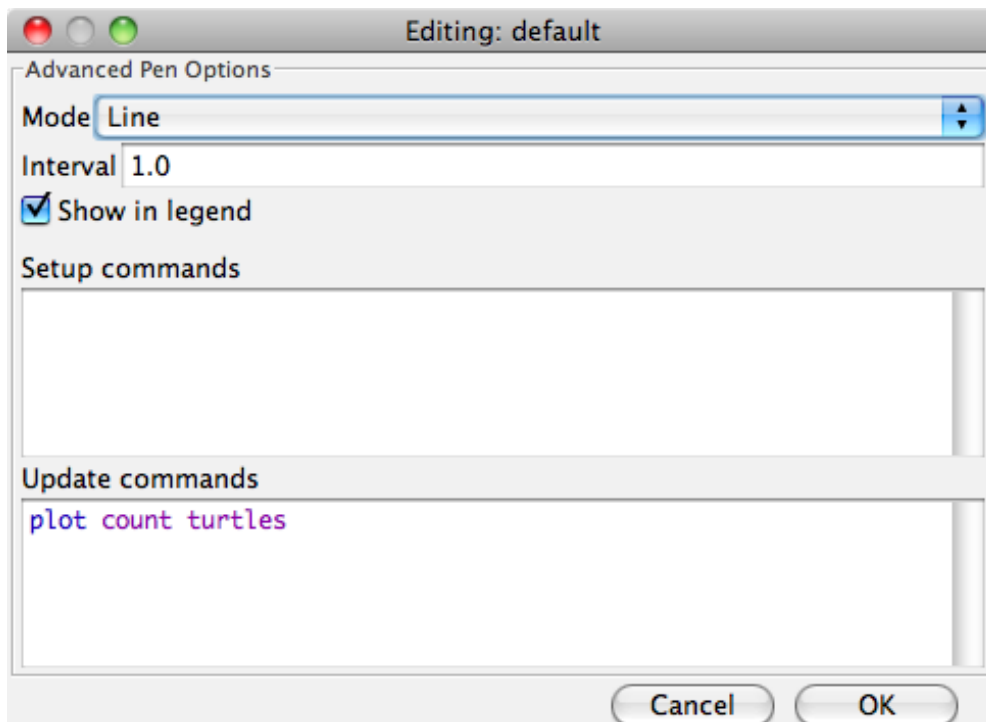 Editing: default
Advanced Pen Options
Mode Line
Interval 1.0
Show in legend
Setup commands
Update commands
plot count turtles
Cancel OK